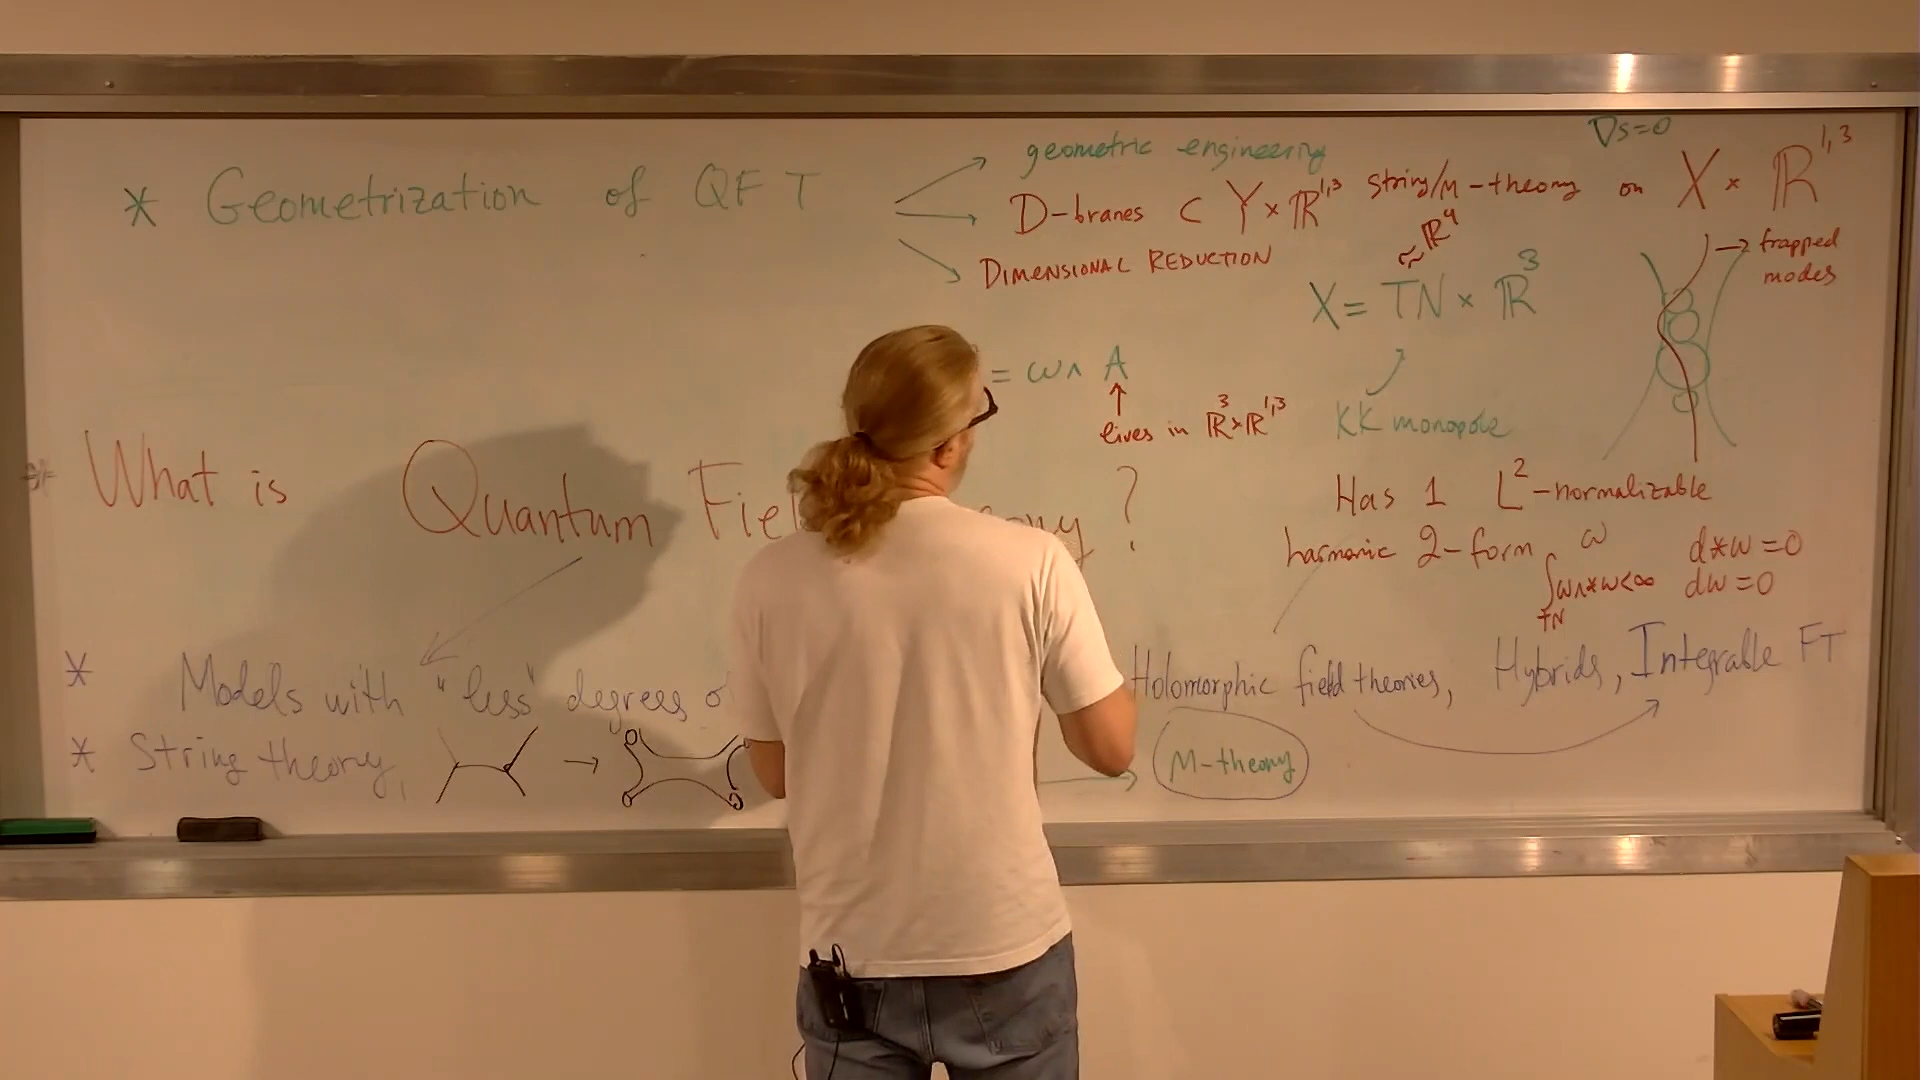 ∇s=0
* Geometrization of QFT
geometric engineering
D-branes ⊂ Y × ℝ^{1,3} string/M-theory on X × ℝ^{1,3}
DIMENSIONAL REDUCTION
ℝ^4
→ trapped modes
X = TN × ℝ^3
= ω ∧ A
↑
lives in ℝ^3 × ℝ^{1,3}
KK monopole
* What is Quantum Fiel ?
Has 1 L^2-normalizable
harmonic 2-form ω d*ω=0
∫_{TN} ω∧*ω<∞ dω=0
* Models with "less" degrees Holomorphic field theories, Hybrids, Integrable FT
* String theory, → → M-theory